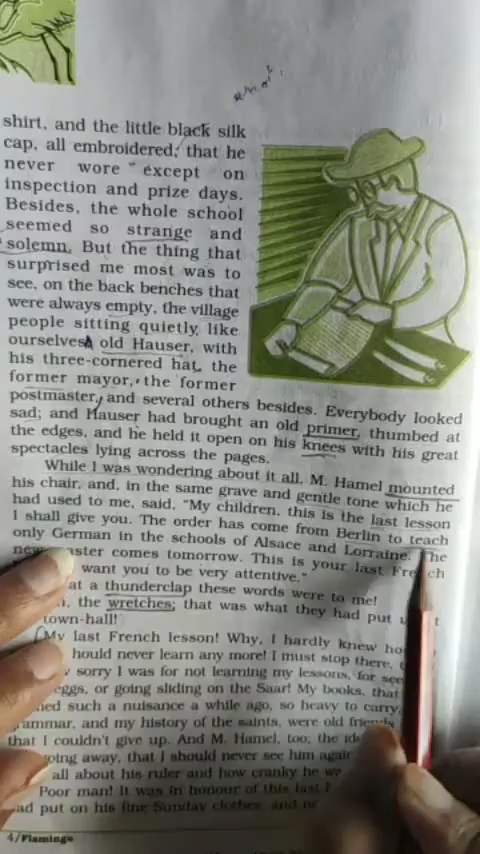 shirt, and the little black silk
cap, all embroidered, that he
never wore except on
inspection and prize days.
Besides, the whole school
seemed so strange and
solemn. But the thing that
surprised me most was to
see, on the back benches that
were always empty, the village
people sitting quietly like
ourselves; old Hauser, with
his three-cornered hat, the
former mayor, the former
postmaster, and several others besides. Everybody looked
sad; and Hauser had brought an old primer, thumbed at
the edges, and he held it open on his knees with his great
spectacles lying across the pages.
While I was wondering about it all, M. Hamel mounted
his chair, and, in the same grave and gentle tone which he
had used to me, said, "My children, this is the last lesson
I shall give you. The order has come from Berlin to teach
only German in the schools of Alsace and Lorraine. The
new aster comes tomorrow. This is your last French
want you to be very attentive."
at a thunderclap these words were to me!
the wretches; that was what they had put
town-hall!
My last French lesson! Why, I hardly knew
hould never learn any more! I must stop there,
sorry I was for not learning my lessons, for
eggs, or going sliding on the Saar! My books, that
ed such a nuisance a while ago, so heavy to carry,
ammar, and my history of the saints, were old
that I couldn't give up. And M. Hamel, too; the
oing away, that I should never see him again
all about his ruler and how cranky he
Poor man! It was in honour of this last
ad put on his fine Sunday clothes, and
4/Flamingo